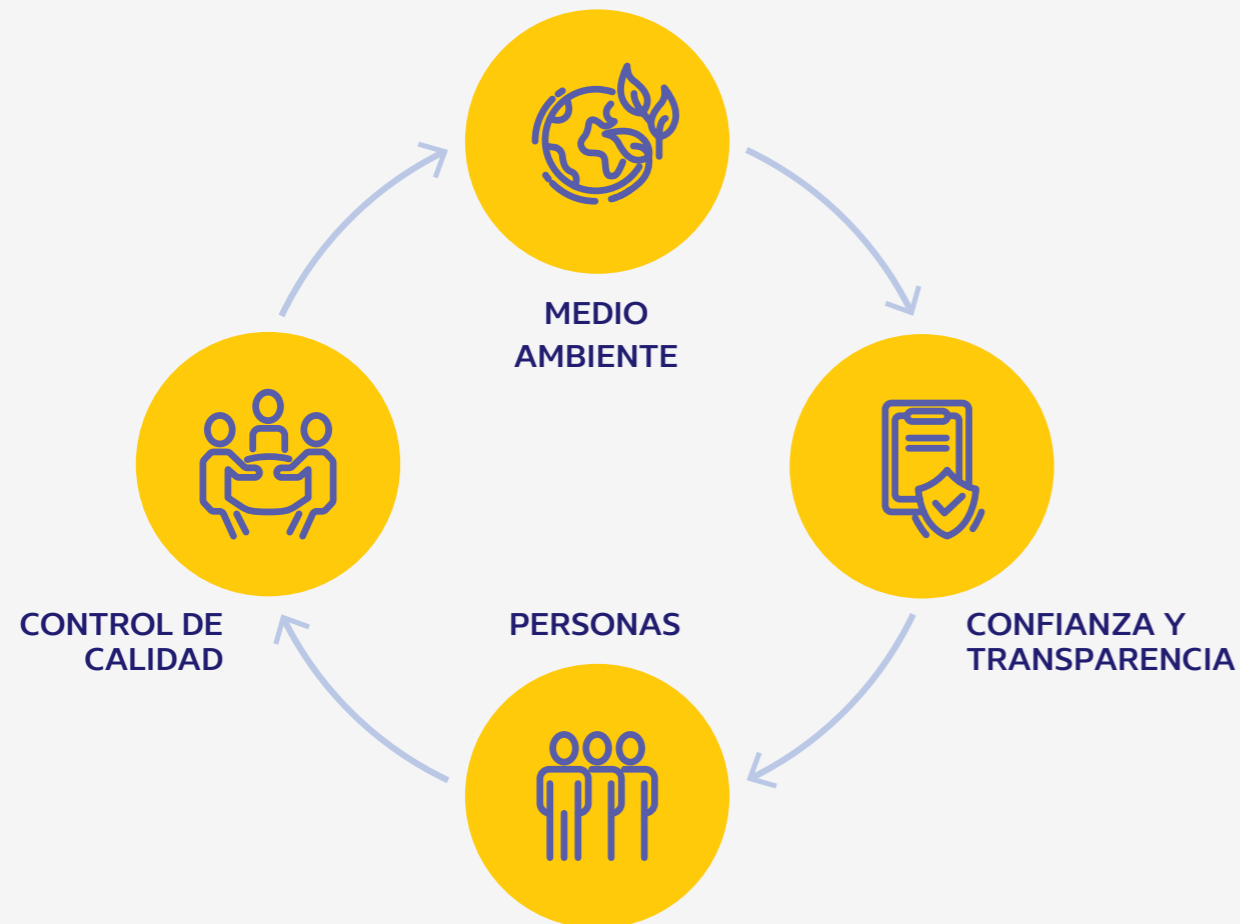 MEDIO
AMBIENTE
CONTROL DE
CALIDAD
PERSONAS
CONFIANZA Y
TRANSPARENCIA